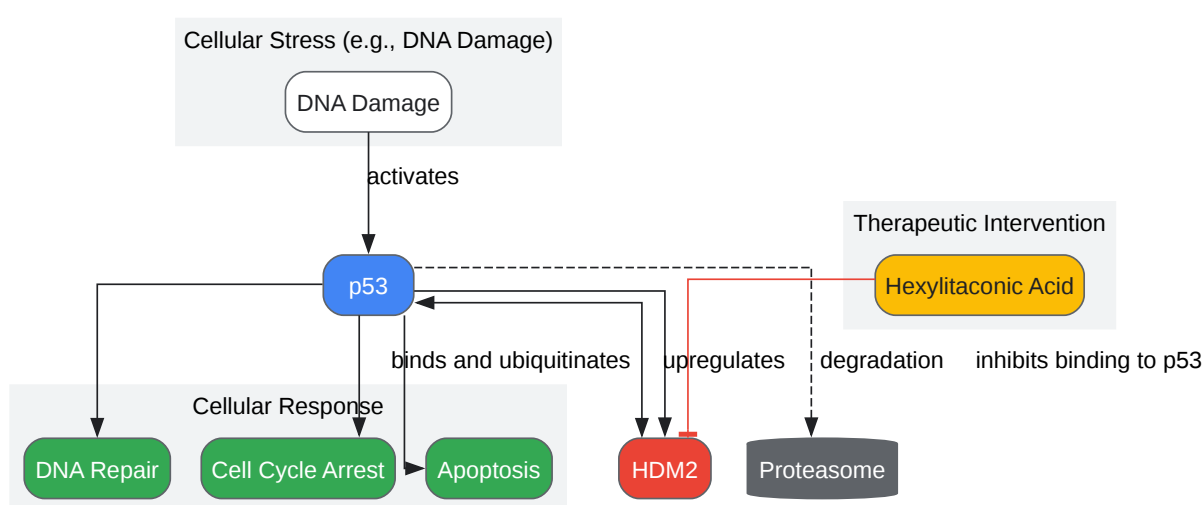 Cellular Stress (e.g., DNA Damage)
DNA Damage
activates
Therapeutic Intervention
p53
Hexylitaconic Acid
binds and ubiquitinates
upregulates
degradation
inhibits binding to p53
Cellular Response
DNA Repair
Cell Cycle Arrest
Apoptosis
HDM2
Proteasome